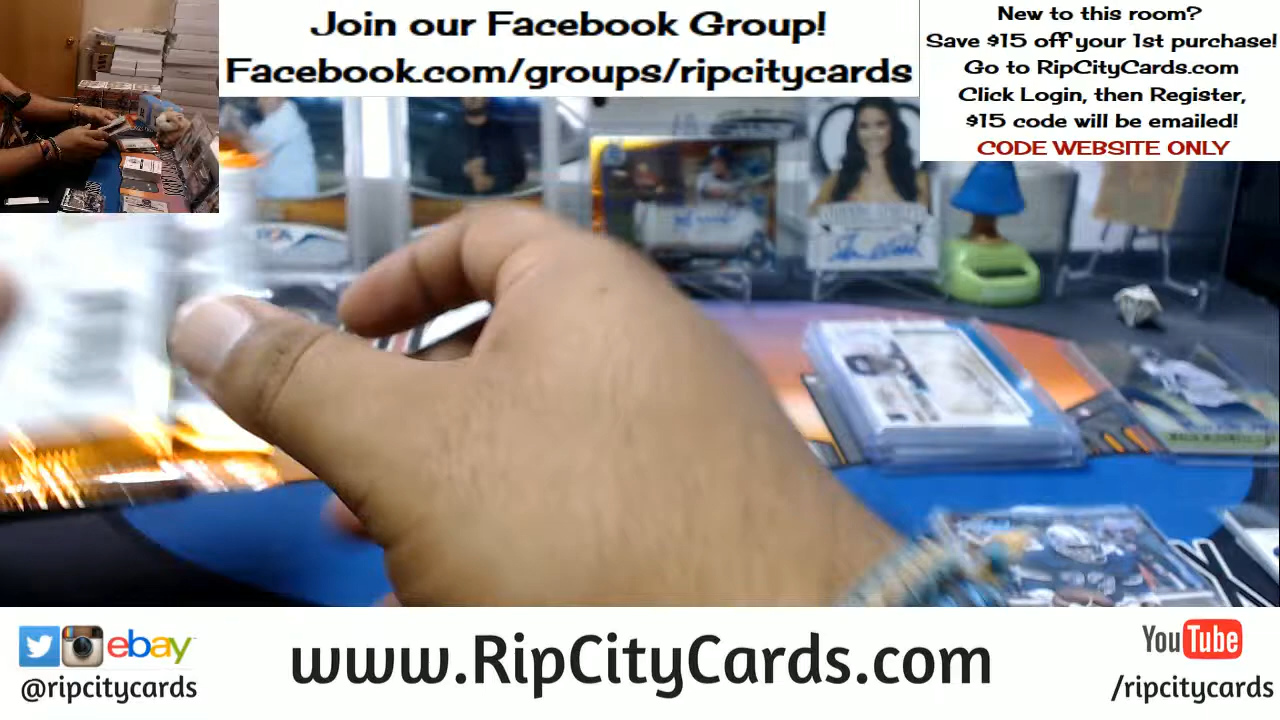 Join our Facebook Group!
Facebook.com/groups/ripcitycards
New to this room?
Save $15 off your 1st purchase!
Go to RipCityCards.com
Click Login, then Register,
$15 code will be emailed!
CODE WEBSITE ONLY
ebay
@ripcitycards
www.RipCityCards.com
YouTube
/ripcitycards